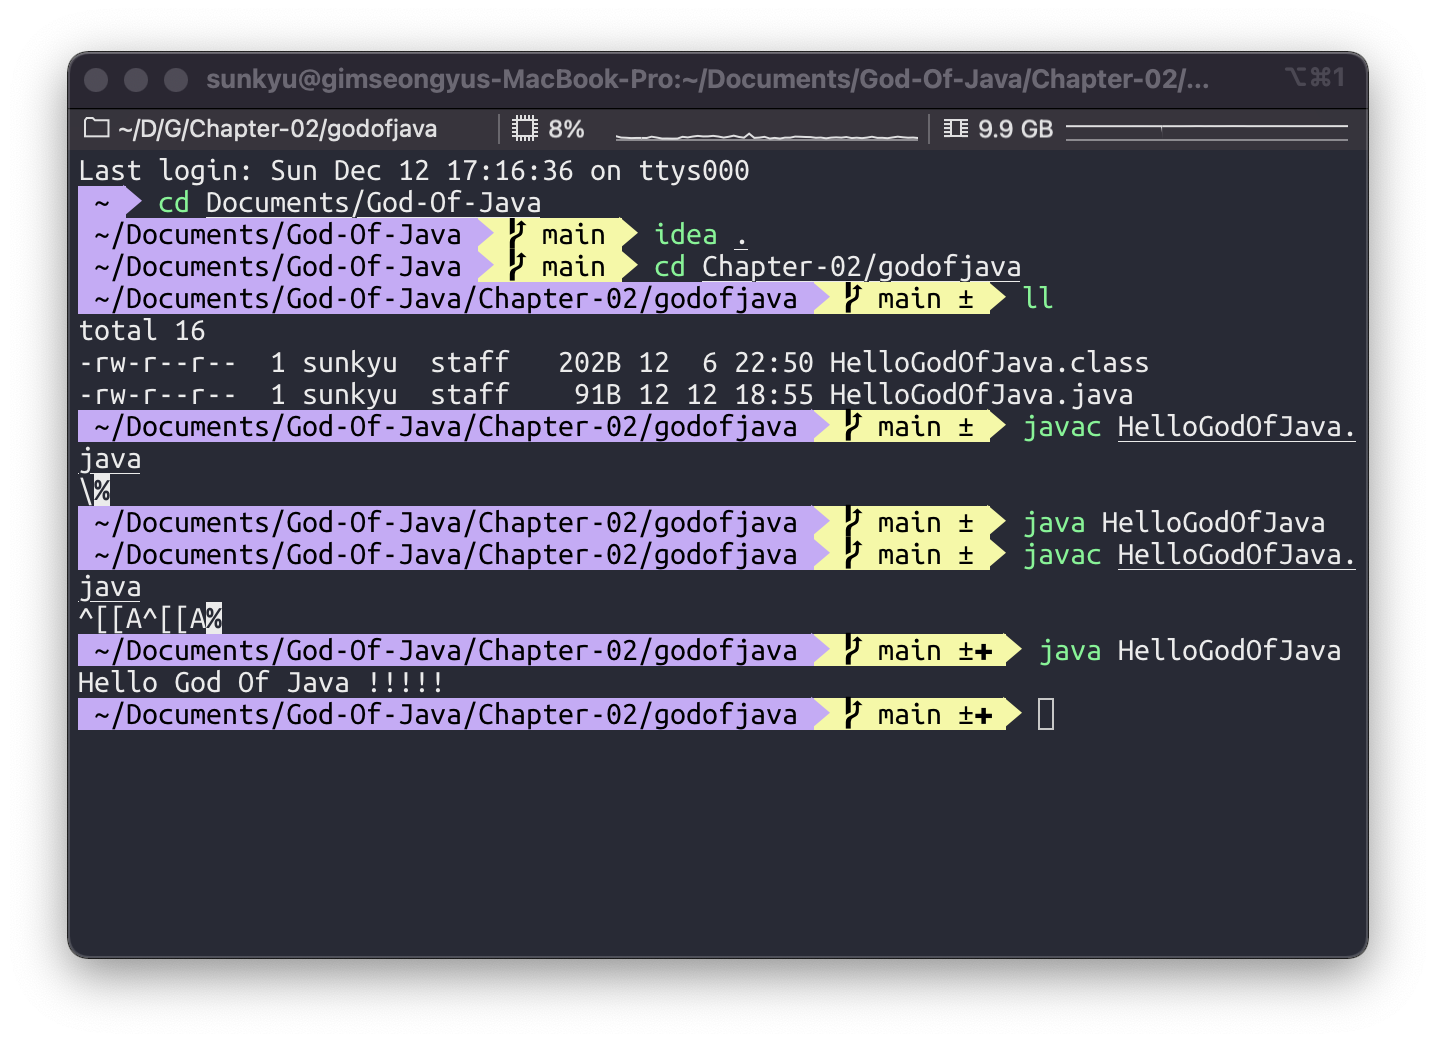 sunkyu@gimseongyus-MacBook-Pro:~/Documents/God-Of-Java/Chapter-02/... ⌥⌘1
~/D/G/Chapter-02/godofjava 8% 9.9 GB
Last login: Sun Dec 12 17:16:36 on ttys000
~ cd Documents/God-Of-Java
~/Documents/God-Of-Java main idea .
~/Documents/God-Of-Java main cd Chapter-02/godofjava
~/Documents/God-Of-Java/Chapter-02/godofjava main ± ll
total 16
-rw-r--r-- 1 sunkyu staff 202B 12 6 22:50 HelloGodOfJava.class
-rw-r--r-- 1 sunkyu staff 91B 12 12 18:55 HelloGodOfJava.java
~/Documents/God-Of-Java/Chapter-02/godofjava main ± javac HelloGodOfJava.
java
\%
~/Documents/God-Of-Java/Chapter-02/godofjava main ± java HelloGodOfJava
~/Documents/God-Of-Java/Chapter-02/godofjava main ± javac HelloGodOfJava.
java
^[[A^[[A%
~/Documents/God-Of-Java/Chapter-02/godofjava main ±✚ java HelloGodOfJava
Hello God Of Java !!!!!
~/Documents/God-Of-Java/Chapter-02/godofjava main ±✚